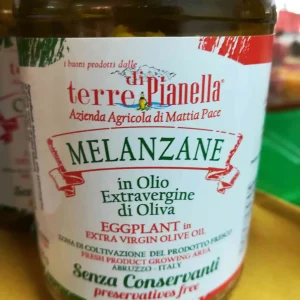 i buoni prodotti dalle
terre di Pianella®
Azienda Agricola di Mattia Pace
MELANZANE
in Olio
Extravergine
di Oliva
EGGPLANT in
EXTRA VIRGIN OLIVE OIL
ZONA DI COLTIVAZIONE DEL PRODOTTO FRESCO
FRESH PRODUCT GROWING AREA
ABRUZZO - ITALY
Senza Conservanti
preservatives free